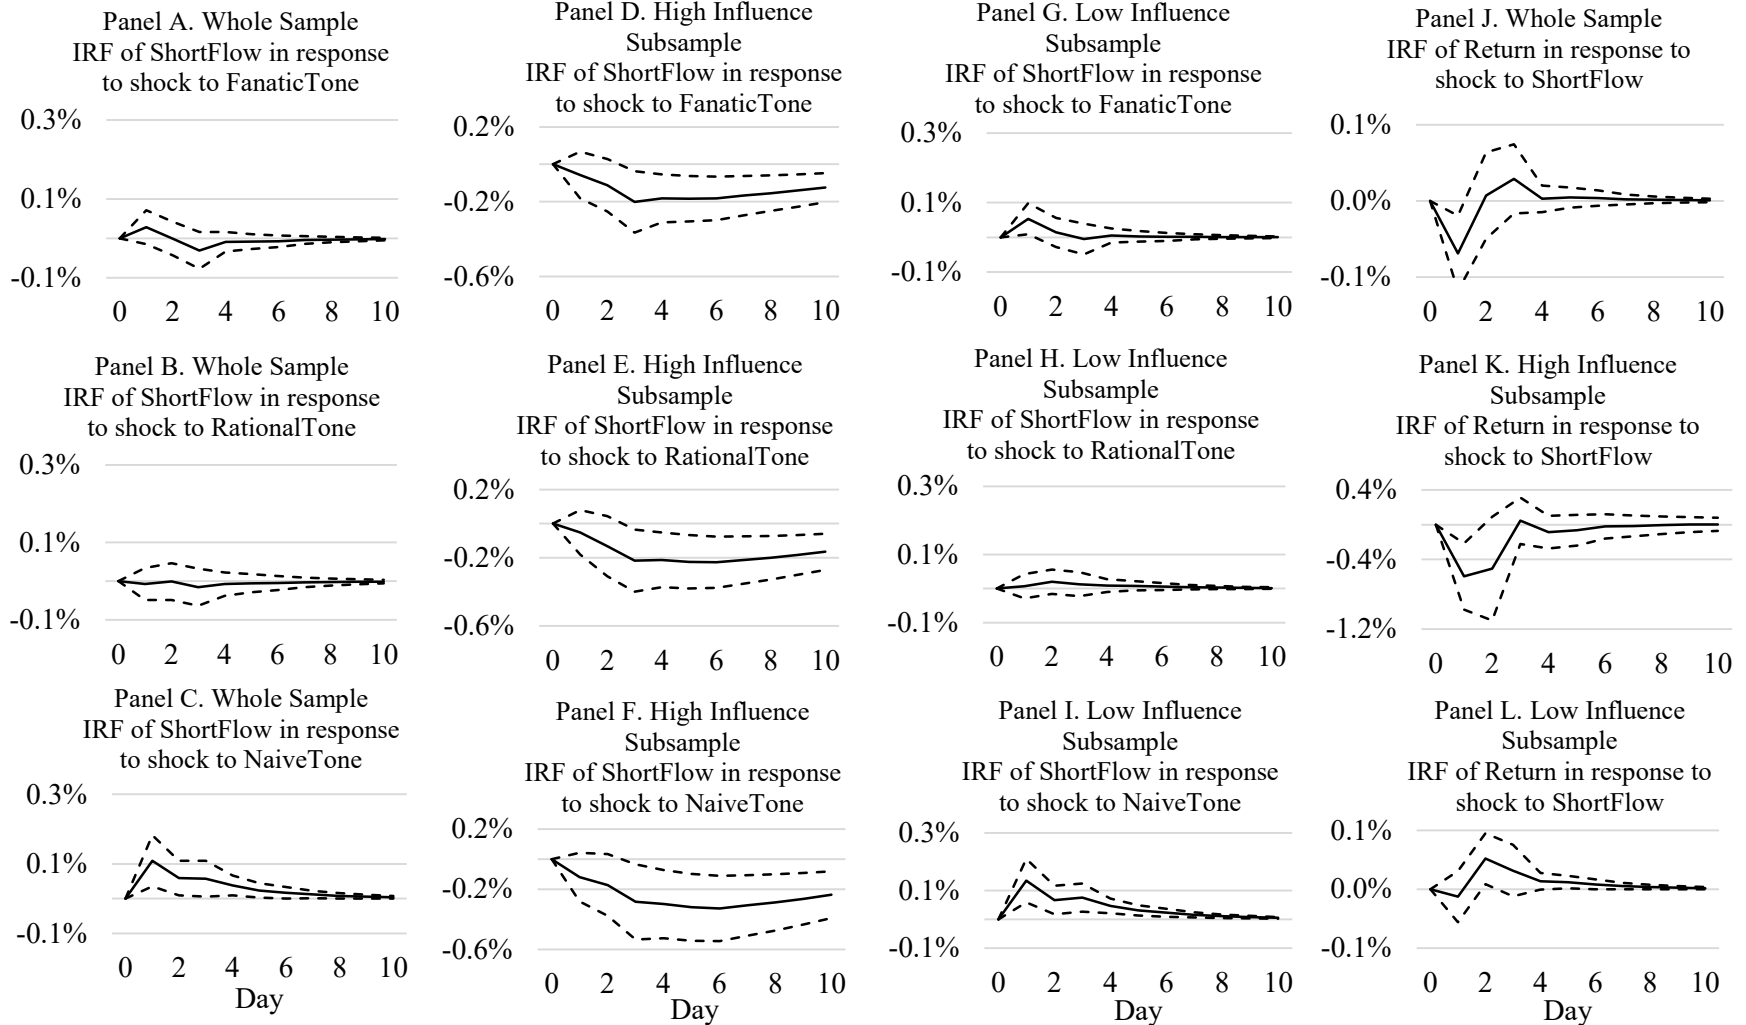 Panel A. Whole Sample
IRF of ShortFlow in response
to shock to FanaticTone
0.3%
0.1%
-0.1%
0 2 4 6 8 10
Panel B. Whole Sample
IRF of ShortFlow in response
to shock to RationalTone
0.3%
0.1%
-0.1%
0 2 4 6 8 10
Panel C. Whole Sample
IRF of ShortFlow in response
to shock to NaiveTone
0.3%
0.1%
-0.1%
0 2 4 6 8 10
Day
Panel D. High Influence
Subsample
IRF of ShortFlow in response
to shock to FanaticTone
0.2%
-0.2%
-0.6%
0 2 4 6 8 10
Panel E. High Influence
Subsample
IRF of ShortFlow in response
to shock to RationalTone
0.2%
-0.2%
-0.6%
0 2 4 6 8 10
Panel F. High Influence
Subsample
IRF of ShortFlow in response
to shock to NaiveTone
0.2%
-0.2%
-0.6%
0 2 4 6 8 10
Day
Panel G. Low Influence
Subsample
IRF of ShortFlow in response
to shock to FanaticTone
0.3%
0.1%
-0.1%
0 2 4 6 8 10
Panel H. Low Influence
Subsample
IRF of ShortFlow in response
to shock to RationalTone
0.3%
0.1%
-0.1%
0 2 4 6 8 10
Panel I. Low Influence
Subsample
IRF of ShortFlow in response
to shock to NaiveTone
0.3%
0.1%
-0.1%
0 2 4 6 8 10
Day
Panel J. Whole Sample
IRF of Return in response to
shock to ShortFlow
0.1%
0.0%
-0.1%
0 2 4 6 8 10
Panel K. High Influence
Subsample
IRF of Return in response to
shock to ShortFlow
0.4%
-0.4%
-1.2%
0 2 4 6 8 10
Panel L. Low Influence
Subsample
IRF of Return in response to
shock to ShortFlow
0.1%
0.0%
-0.1%
0 2 4 6 8 10
Day